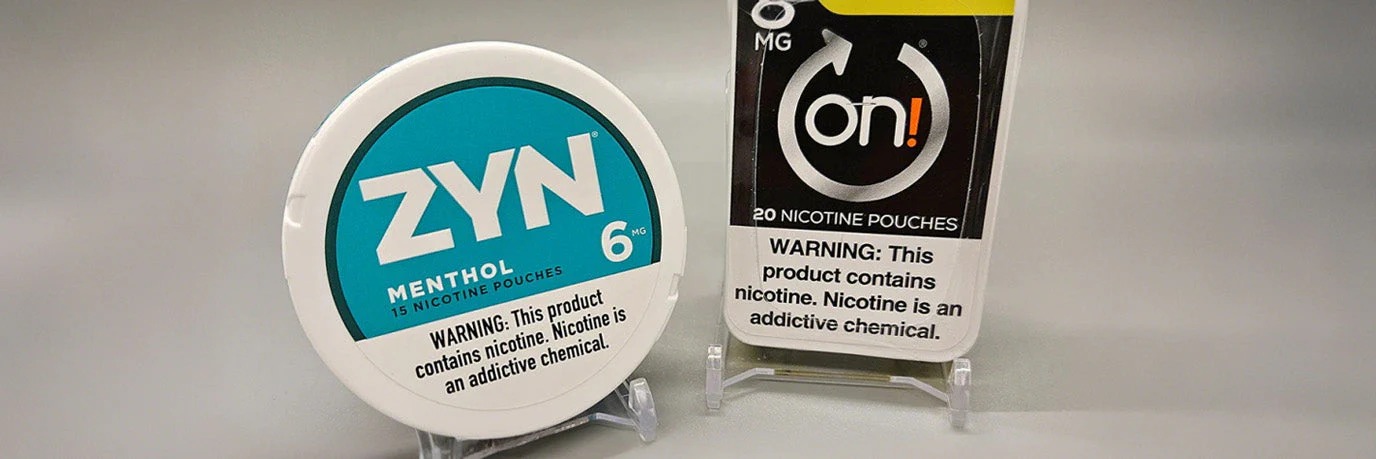 ZYN®
6 MG
MENTHOL
15 NICOTINE POUCHES
WARNING: This product
contains nicotine. Nicotine is
an addictive chemical.
MG
on!®
20 NICOTINE POUCHES
WARNING: This
product contains
nicotine. Nicotine is an
addictive chemical.